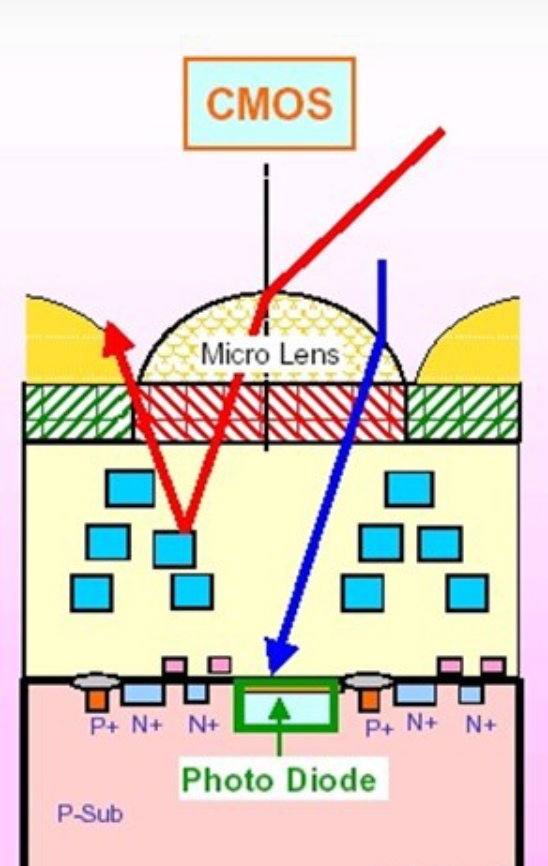 CMOS
Micro Lens
P+ N+ N+ P+ N+ N+
Photo Diode
P-Sub